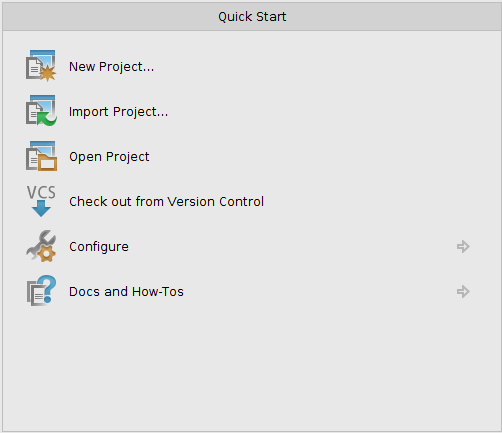 Quick Start
New Project...
Import Project...
Open Project
VCS
Check out from Version Control
Configure
Docs and How-Tos